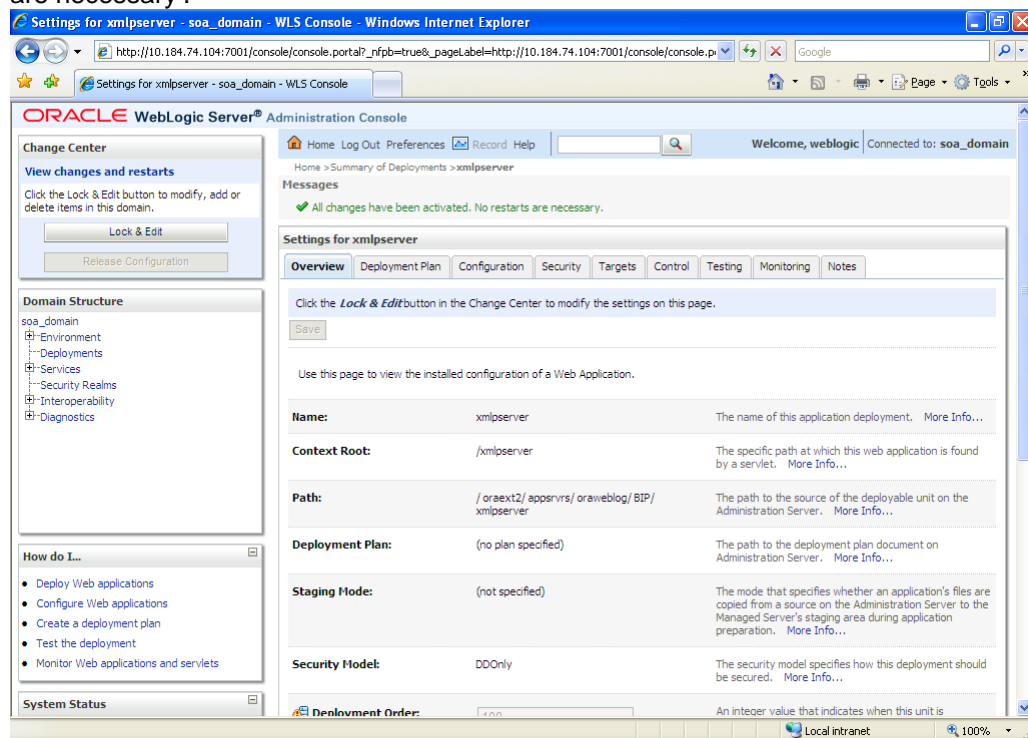 are necessary.
Settings for xmlpserver - soa_domain - WLS Console - Windows Internet Explorer
http://10.184.74.104:7001/console/console.portal?_nfpb=true&_pageLabel=http://10.184.74.104:7001/console/console.p
Google
Settings for xmlpserver - soa_domain - WLS Console
Page
Tools
ORACLE WebLogic Server® Administration Console
Change Center
View changes and restarts
Click the Lock & Edit button to modify, add or
delete items in this domain.
Lock & Edit
Release Configuration
Domain Structure
soa_domain
Environment
Deployments
Services
Security Realms
Interoperability
Diagnostics
How do I...
Deploy Web applications
Configure Web applications
Create a deployment plan
Test the deployment
Monitor Web applications and servlets
System Status
Home Log Out Preferences Record Help
Welcome, weblogic Connected to: soa_domain
Home >Summary of Deployments >xmlpserver
Messages
All changes have been activated. No restarts are necessary.
Settings for xmlpserver
Overview Deployment Plan Configuration Security Targets Control Testing Monitoring Notes
Click the Lock & Edit button in the Change Center to modify the settings on this page.
Save
Use this page to view the installed configuration of a Web Application.
Name: xmlpserver The name of this application deployment. More Info...
Context Root: /xmlpserver The specific path at which this web application is found
by a servlet. More Info...
Path: / oraext2/ appsrvrs/ oraweblog/ BIP/ The path to the source of the deployable unit on the
xmlpserver Administration Server. More Info...
Deployment Plan: (no plan specified) The path to the deployment plan document on
Administration Server. More Info...
Staging Mode: (not specified) The mode that specifies whether an application's files are
copied from a source on the Administration Server to the
Managed Server's staging area during application
preparation. More Info...
Security Model: DDOnly The security model specifies how this deployment should
be secured. More Info...
Deployment Order: 100 An integer value that indicates when this unit is
Local intranet 100%